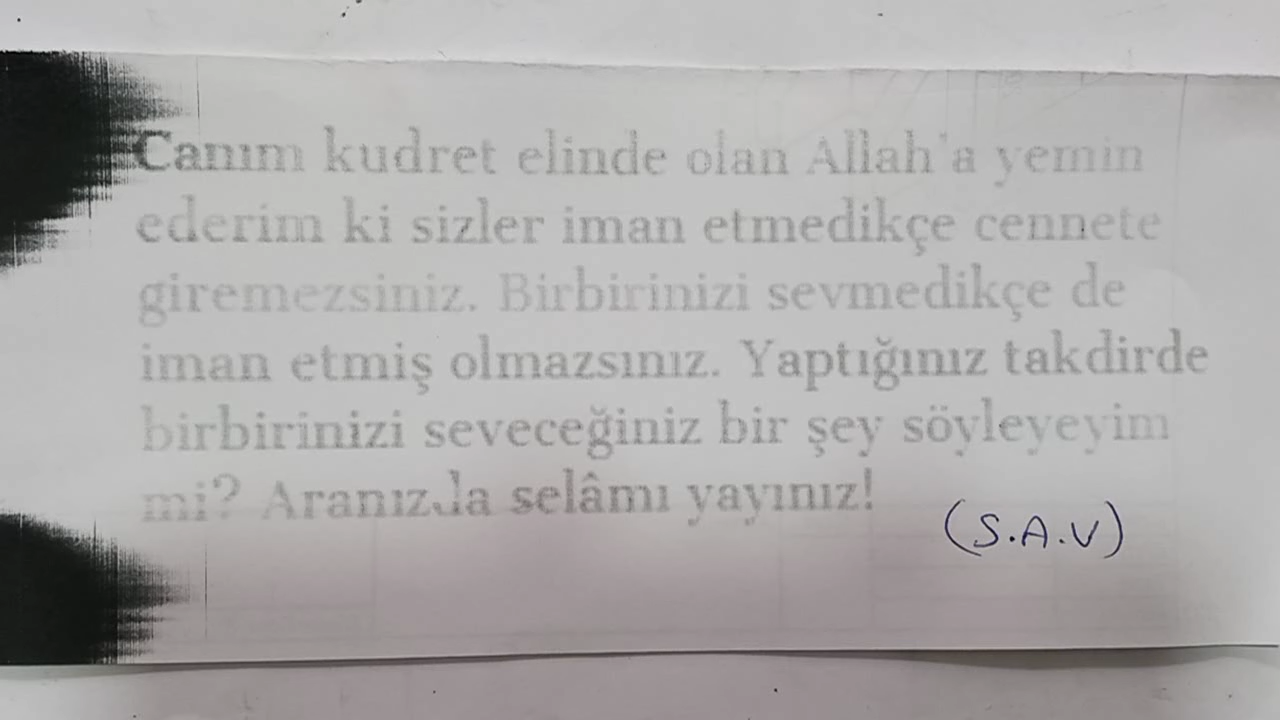 Canım kudret elinde olan Allah'a yemin
ederim ki sizler iman etmedikçe cennete
giremezsiniz. Birbirinizi sevmedikçe de
iman etmiş olmazsınız. Yaptığınız takdirde
birbirinizi seveceğiniz bir şey söyleyeyim
mi? Aranızda selâmı yayınız!
(S.A.V)